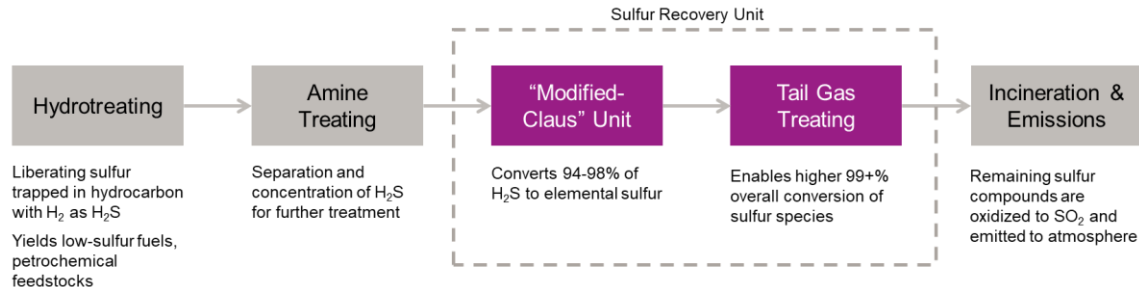 Sulfur Recovery Unit
Hydrotreating
Liberating sulfur
trapped in hydrocarbon
with H₂ as H₂S
Yields low-sulfur fuels,
petrochemical
feedstocks
Amine
Treating
Separation and
concentration of H₂S
for further treatment
“Modified-
Claus” Unit
Converts 94-98% of
H₂S to elemental sulfur
Tail Gas
Treating
Enables higher 99+%
overall conversion of
sulfur species
Incineration &
Emissions
Remaining sulfur
compounds are
oxidized to SO₂ and
emitted to atmosphere